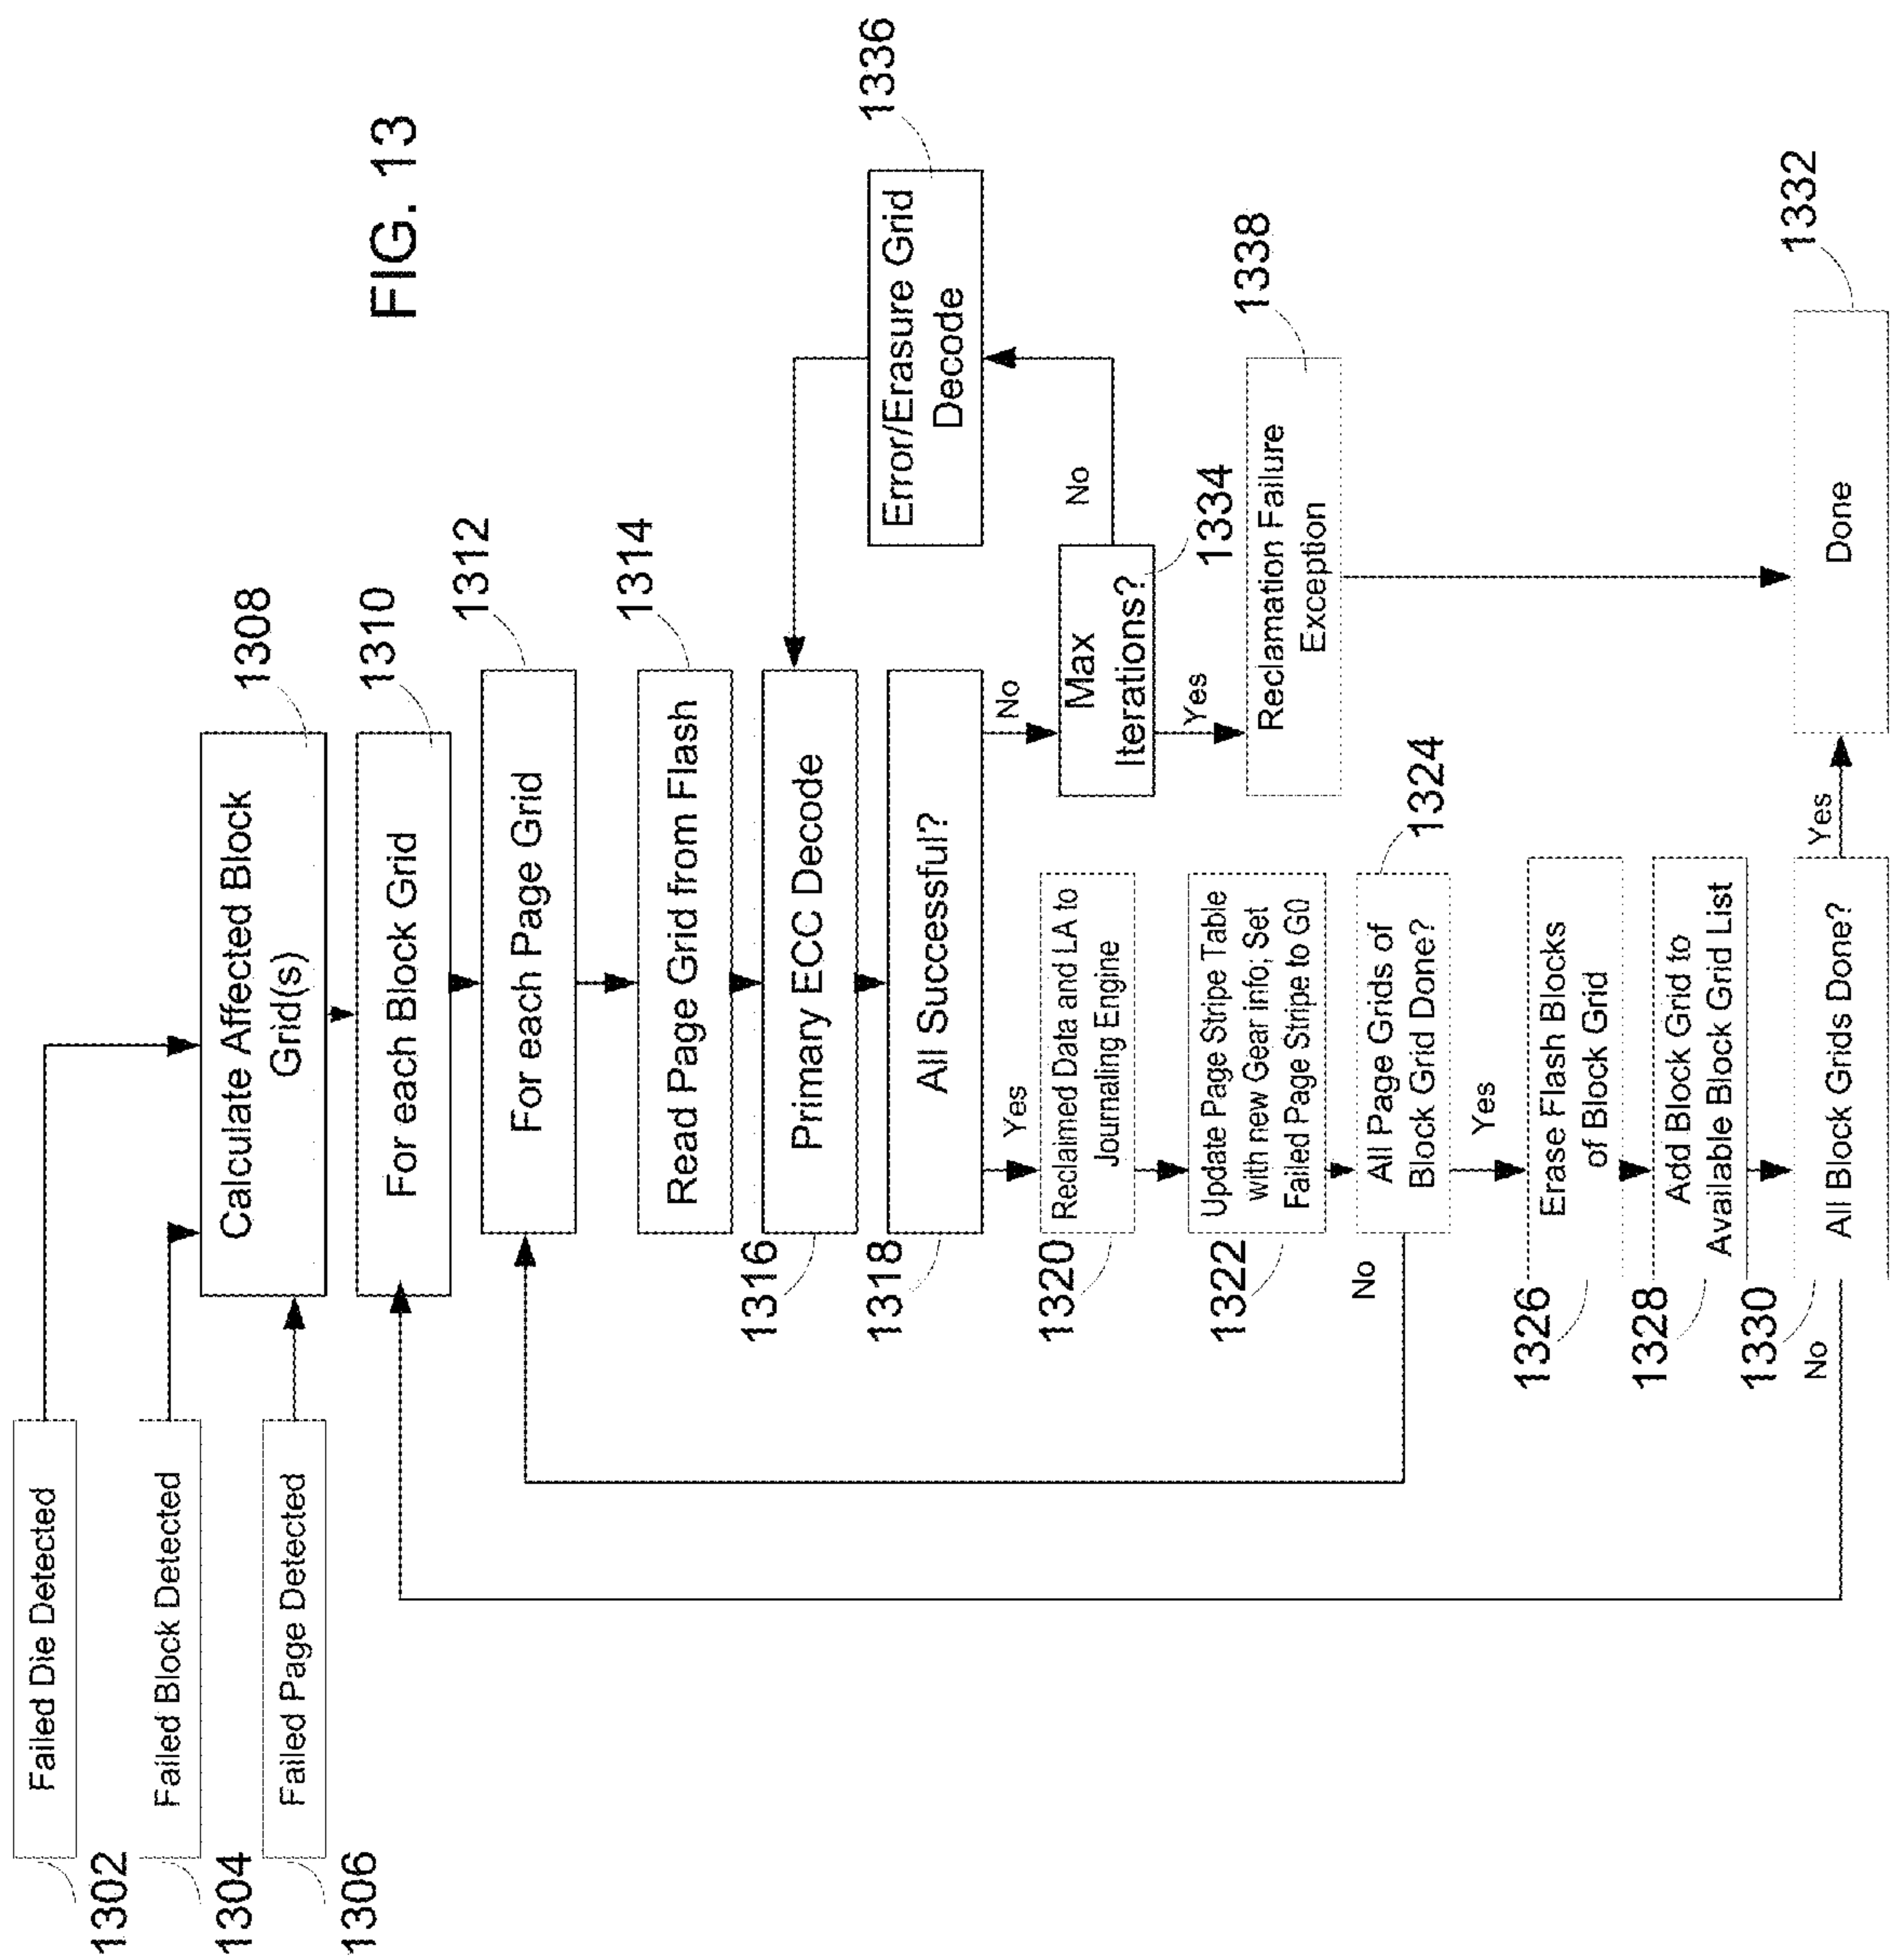 FIG. 13
1302
Failed Die Detected
1304
Failed Block Detected
1306
Failed Page Detected
1308
Calculate Affected Block
Grid(s)
1310
For each Block Grid
1312
For each Page Grid
1314
Read Page Grid from Flash
1316
Primary ECC Decode
1318
All Successful?
Yes
No
1320
Reclaimed Data and LA to
Journaling Engine
1322
Update Page Stripe Table
with new Gear info; Set
Failed Page Stripe to G0
1324
All Page Grids of
Block Grid Done?
No
Yes
1326
Erase Flash Blocks
of Block Grid
1328
Add Block Grid to
Available Block Grid List
1330
All Block Grids Done?
No
Yes
1332
Done
1334
Max
Iterations?
No
Yes
1336
Error/Erasure Grid
Decode
1338
Reclamation Failure
Exception